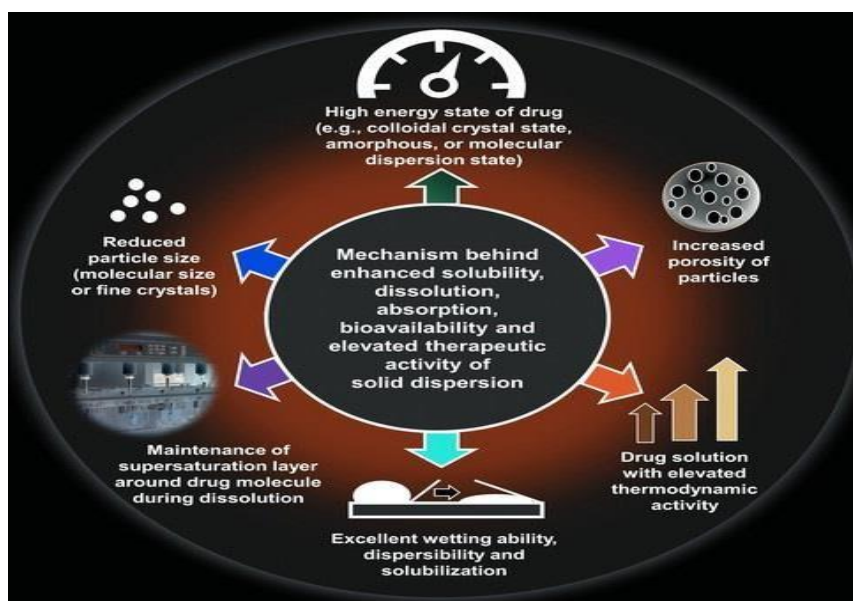 High energy state of drug
(e.g., colloidal crystal state,
amorphous, or molecular
dispersion state)
Reduced
particle size
(molecular size
or fine crystals)
Increased
porosity of
particles
Mechanism behind
enhanced solubility,
dissolution,
absorption,
bioavailability and
elevated therapeutic
activity of
solid dispersion
Maintenance of
supersaturation layer
around drug molecule
during dissolution
Drug solution
with elevated
thermodynamic
activity
Excellent wetting ability,
dispersibility and
solubilization